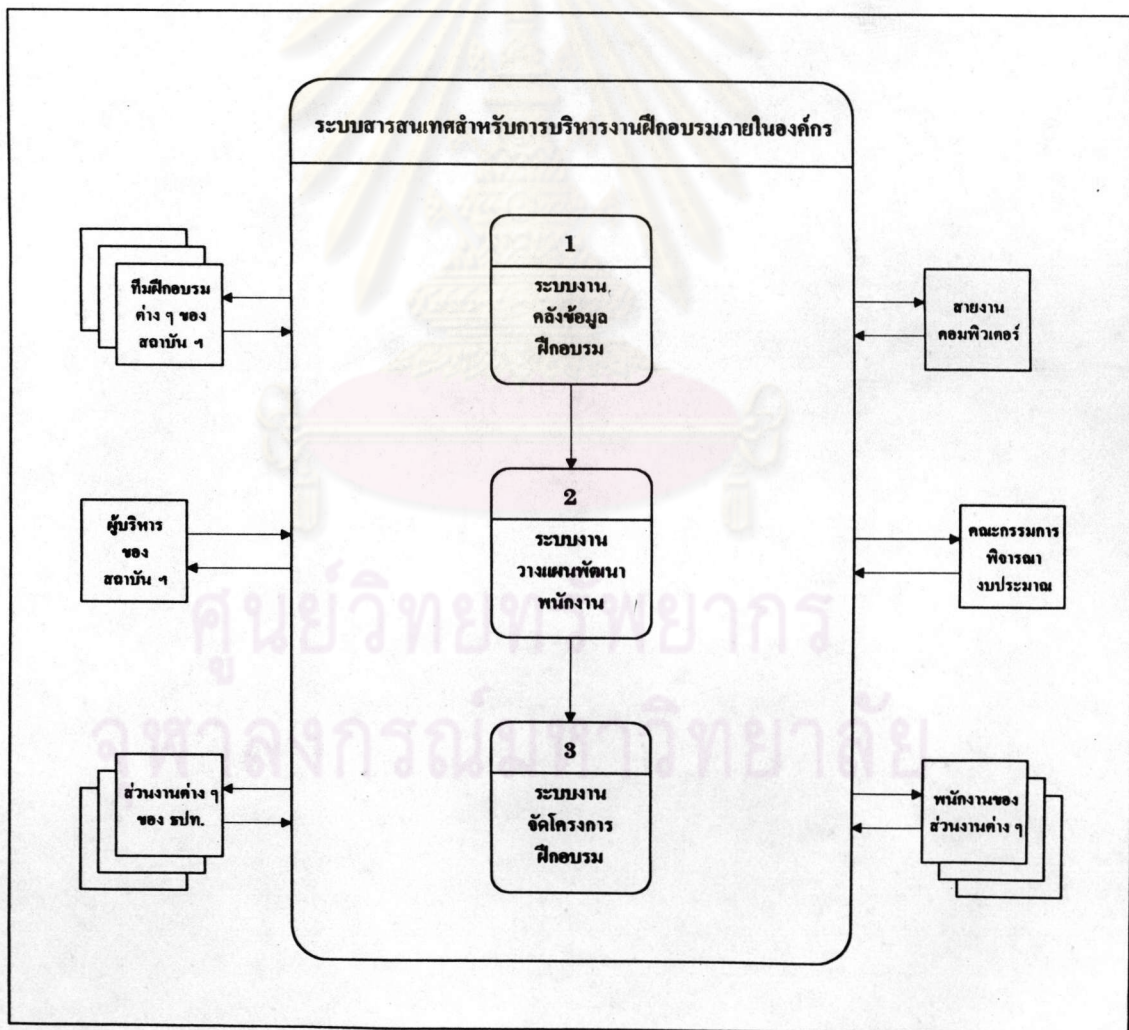 ระบบสารสนเทศสำหรับการบริหารงานฝึกอบรมภายในองค์กร
1
ระบบงาน
คลังข้อมูล
ฝึกอบรม
ทีมฝึกอบรม
ต่าง ๆ ของ
สถาบัน ฯ
สายงาน
คอมพิวเตอร์
2
ระบบงาน
วางแผนพัฒนา
พนักงาน
ผู้บริหาร
ของ
สถาบัน ฯ
คณะกรรมการ
พิจารณา
งบประมาณ
3
ระบบงาน
จัดโครงการ
ฝึกอบรม
ส่วนงานต่าง ๆ
ของ ธปท.
พนักงานของ
ส่วนงานต่าง ๆ
ศูนย์วิทยทรัพยากร
จุฬาลงกรณ์มหาวิทยาลัย